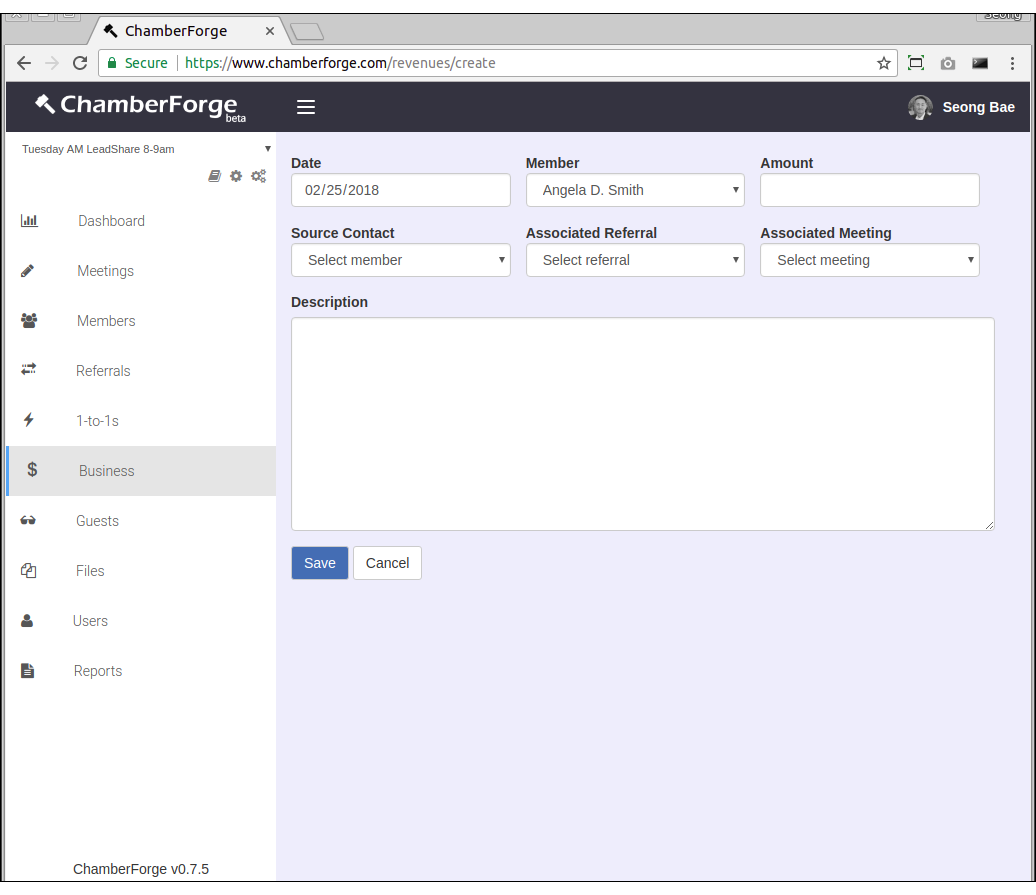 Seong
ChamberForge
Secure https://www.chamberforge.com/revenues/create
ChamberForge
beta
Seong Bae
Tuesday AM LeadShare 8-9am
Dashboard
Meetings
Members
Referrals
1-to-1s
Business
Guests
Files
Users
Reports
ChamberForge v0.7.5
Date Member Amount
02/25/2018 Angela D. Smith
Source Contact Associated Referral Associated Meeting
Select member Select referral Select meeting
Description
Save Cancel